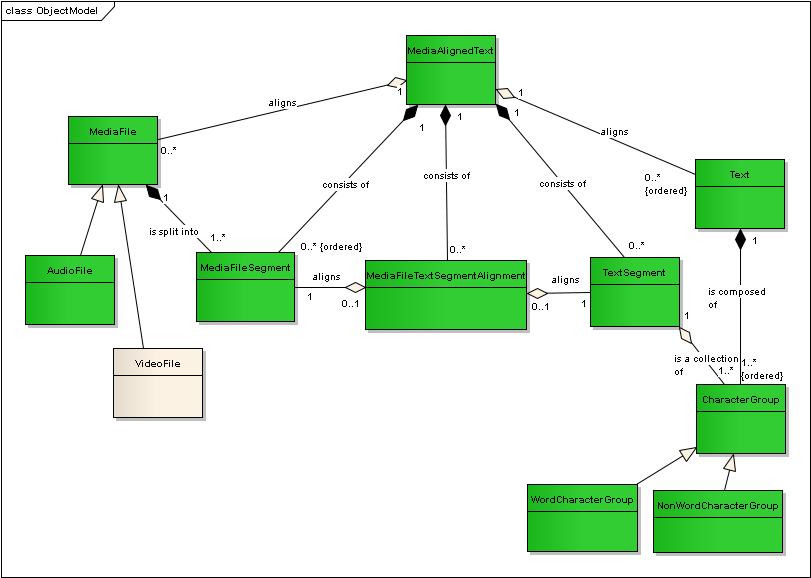 class ObjectModel
MediaAlignedText
1
1
1
1
1
aligns
aligns
MediaFile
0..*
1
is split into
1..*
consists of
consists of
consists of
0..*
{ordered}
Text
1
0..* {ordered}
0..*
0..*
AudioFile
MediaFileSegment
aligns
1
0..1
MediaFileTextSegmentAlignment
aligns
0..1
1
TextSegment
1
is composed
of
VideoFile
is a collection
of
1..*
1..*
{ordered}
CharacterGroup
WordCharacterGroup
NonWordCharacterGroup